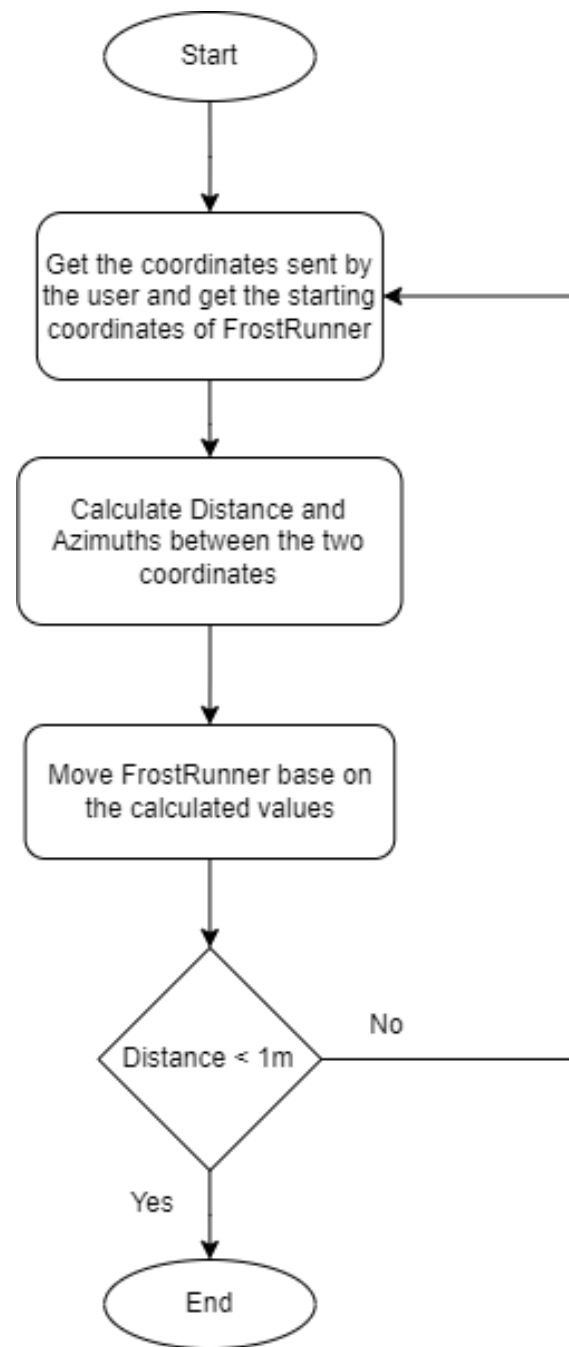 Start
Get the coordinates sent by
the user and get the starting
coordinates of FrostRunner
Calculate Distance and
Azimuths between the two
coordinates
Move FrostRunner base on
the calculated values
No
Distance < 1m
Yes
End